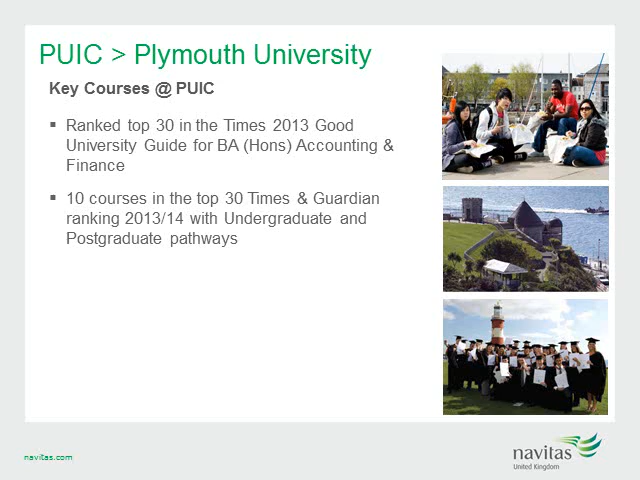 PUIC > Plymouth University
Key Courses @ PUIC
▪ Ranked top 30 in the Times 2013 Good
University Guide for BA (Hons) Accounting &
Finance
▪ 10 courses in the top 30 Times & Guardian
ranking 2013/14 with Undergraduate and
Postgraduate pathways
navitas.com
navitas
United Kingdom